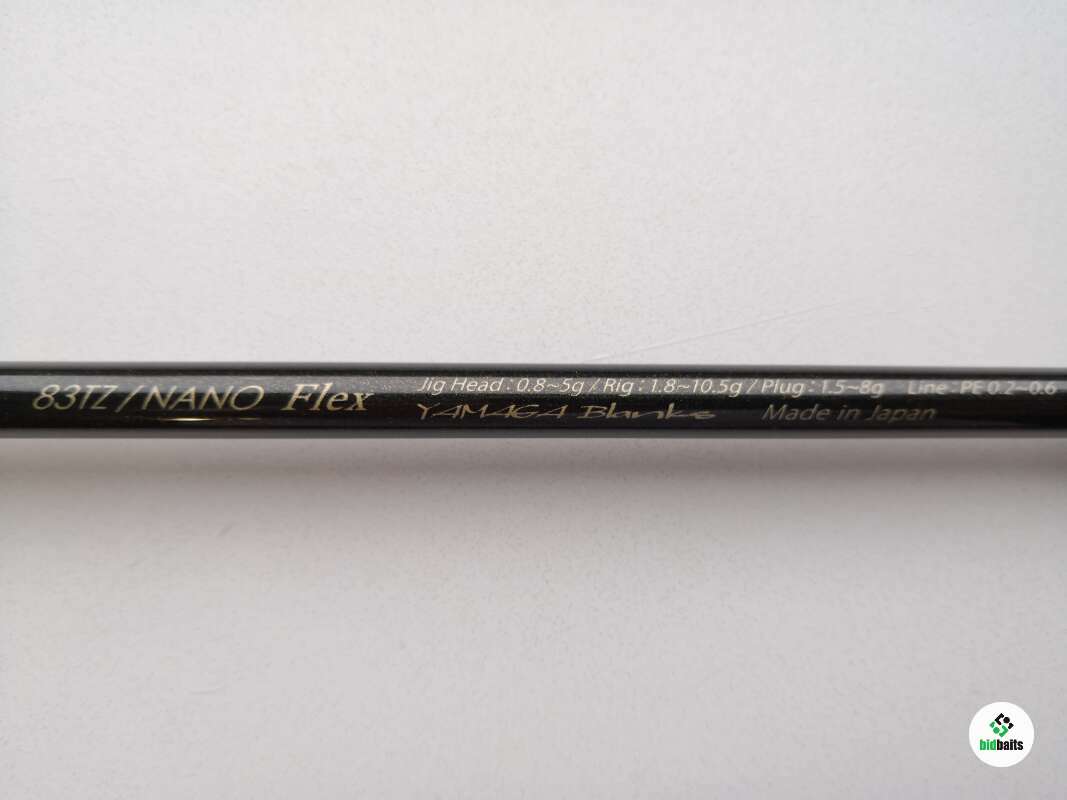 83TZ/NANO Flex
Jig Head : 0.8~5g / Rig : 1.8~10.5g / Plug : 1.5~8g Line : PE 0.2~0.6
YAMAGA Blanks Made in Japan
bidbaits